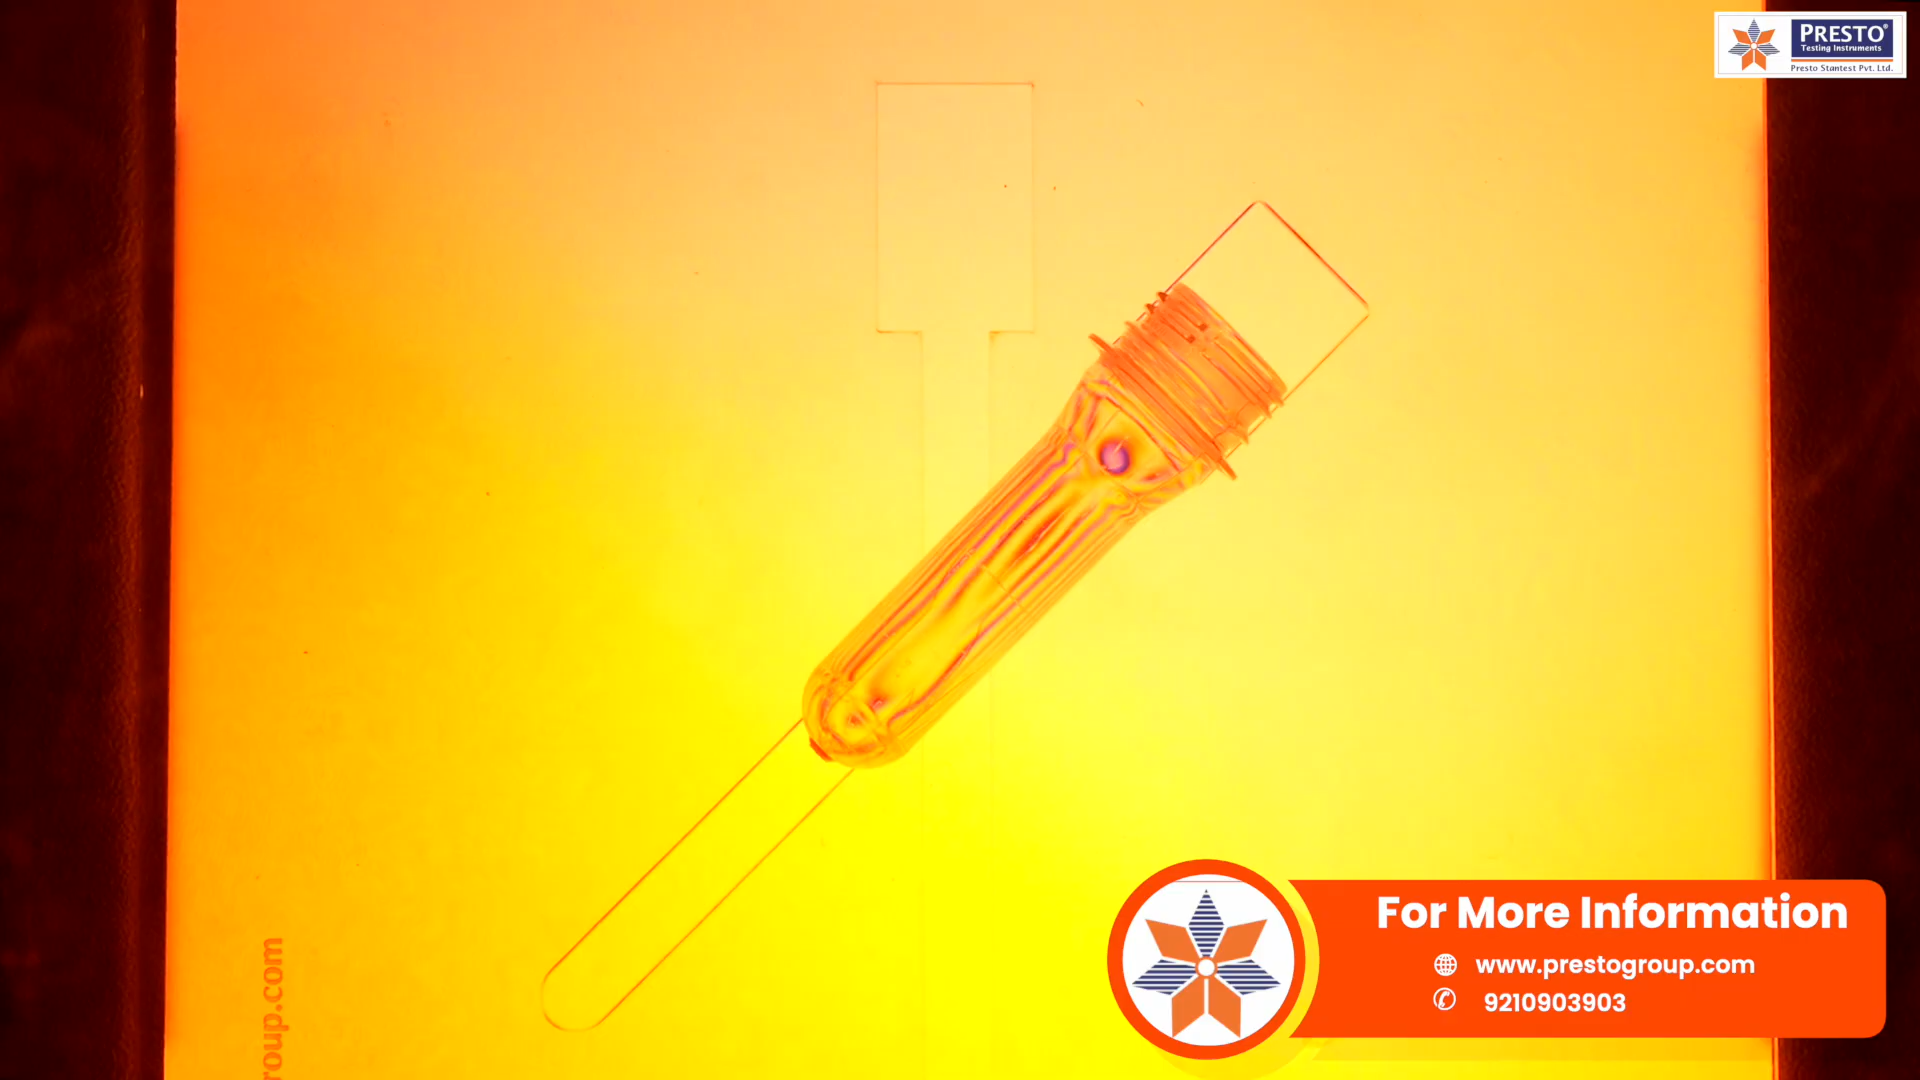 PRESTO®
Testing Instruments
Presto Stantest Pvt. Ltd.
For More Information
www.prestogroup.com
9210903903
roup.com